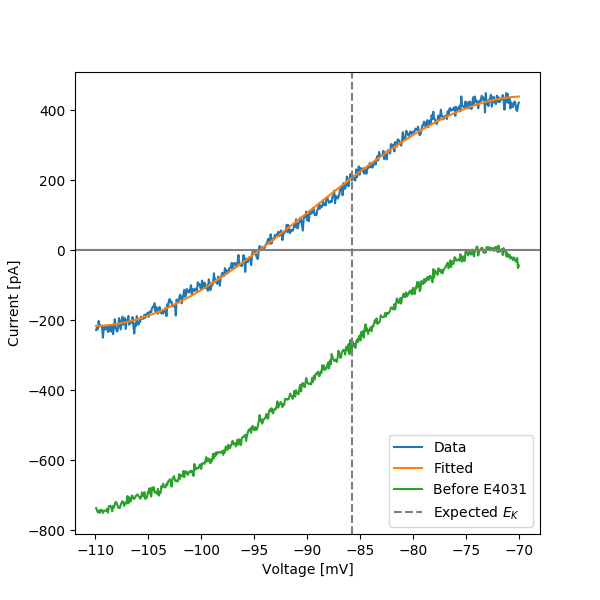 400
200
0
−200
−400
−600
−800
Current [pA]
Data
Fitted
Before E4031
Expected E_K
−110 −105 −100 −95 −90 −85 −80 −75 −70
Voltage [mV]